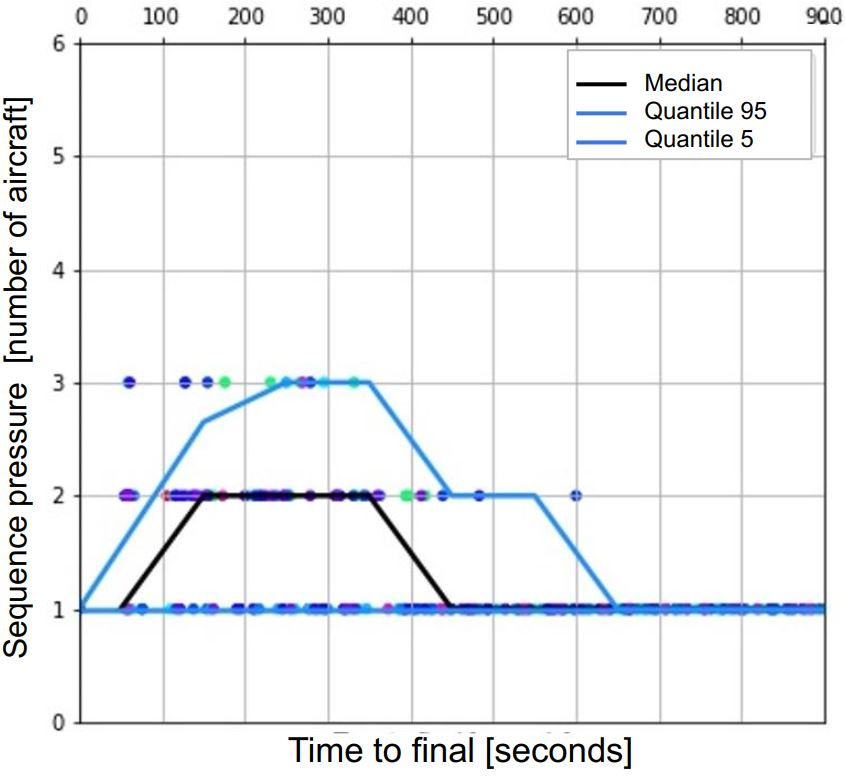 0 100 200 300 400 500 600 700 800 900
6
Median
Quantile 95
Quantile 5
5
4
3
2
1
0
Sequence pressure [number of aircraft]
Time to final [seconds]